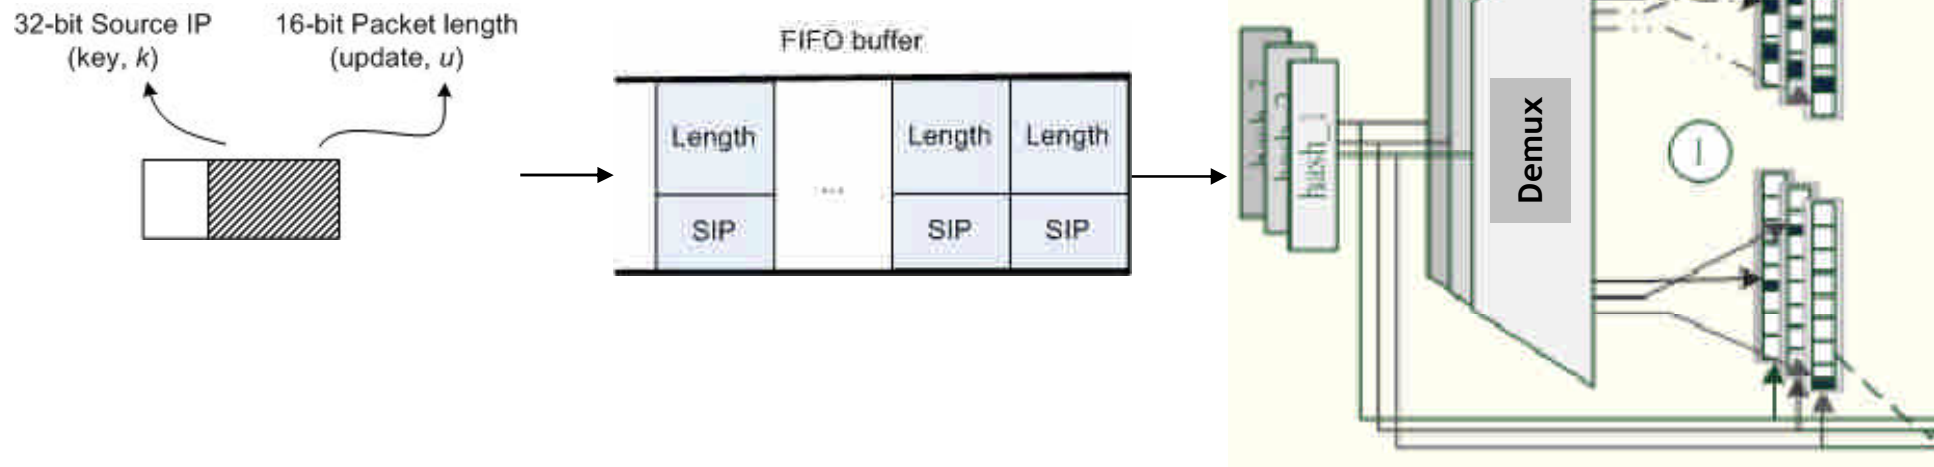 32-bit Source IP
(key, k)
16-bit Packet length
(update, u)
FIFO buffer
Length
...
Length
Length
SIP
SIP
SIP
hash_1
Demux